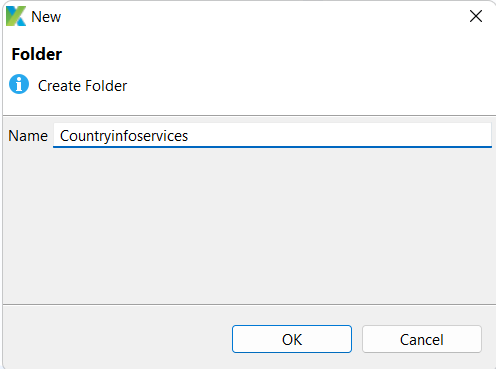 New
Folder
Create Folder
Name Countryinfoservices
OK Cancel